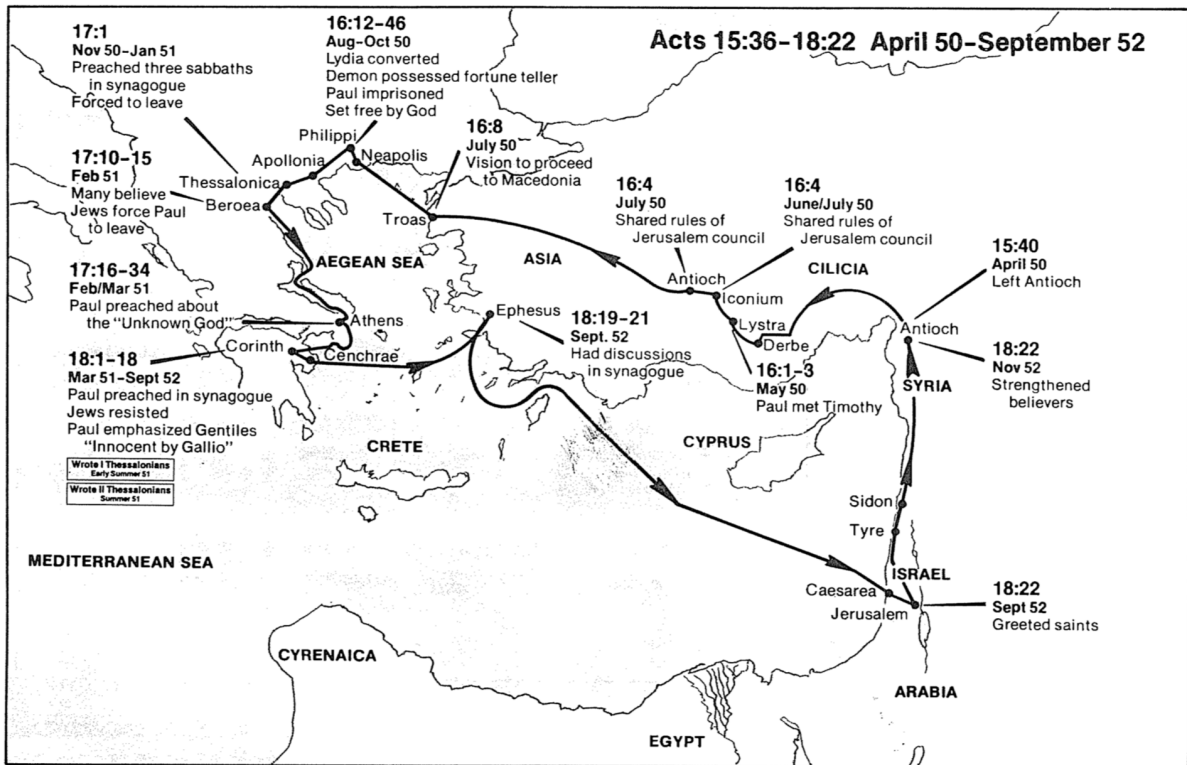 Acts 15:36–18:22 April 50–September 52
17:1
Nov 50–Jan 51
Preached three sabbaths
in synagogue
Forced to leave
16:12–46
Aug–Oct 50
Lydia converted
Demon possessed fortune teller
Paul imprisoned
Set free by God
16:8
July 50
Vision to proceed
to Macedonia
17:10–15
Feb 51
Many believe
Jews force Paul
to leave
Philippi
Neapolis
Apollonia
Thessalonica
Beroea
Troas
16:4
July 50
Shared rules of
Jerusalem council
16:4
June/July 50
Shared rules of
Jerusalem council
15:40
April 50
Left Antioch
AEGEAN SEA
ASIA
CILICIA
Antioch
Iconium
Lystra
Derbe
Antioch
17:16–34
Feb/Mar 51
Paul preached about
the "Unknown God"
Athens
Corinth
Cenchrae
Ephesus
18:19–21
Sept. 52
Had discussions
in synagogue
16:1–3
May 50
Paul met Timothy
18:22
Nov 52
Strengthened
believers
SYRIA
18:1–18
Mar 51–Sept 52
Paul preached in synagogue
Jews resisted
Paul emphasized Gentiles
"Innocent by Gallio"
Wrote I Thessalonians
Early Summer 51
Wrote II Thessalonians
Summer 51
CRETE
CYPRUS
Sidon
Tyre
MEDITERRANEAN SEA
ISRAEL
Caesarea
Jerusalem
18:22
Sept 52
Greeted saints
CYRENAICA
ARABIA
EGYPT